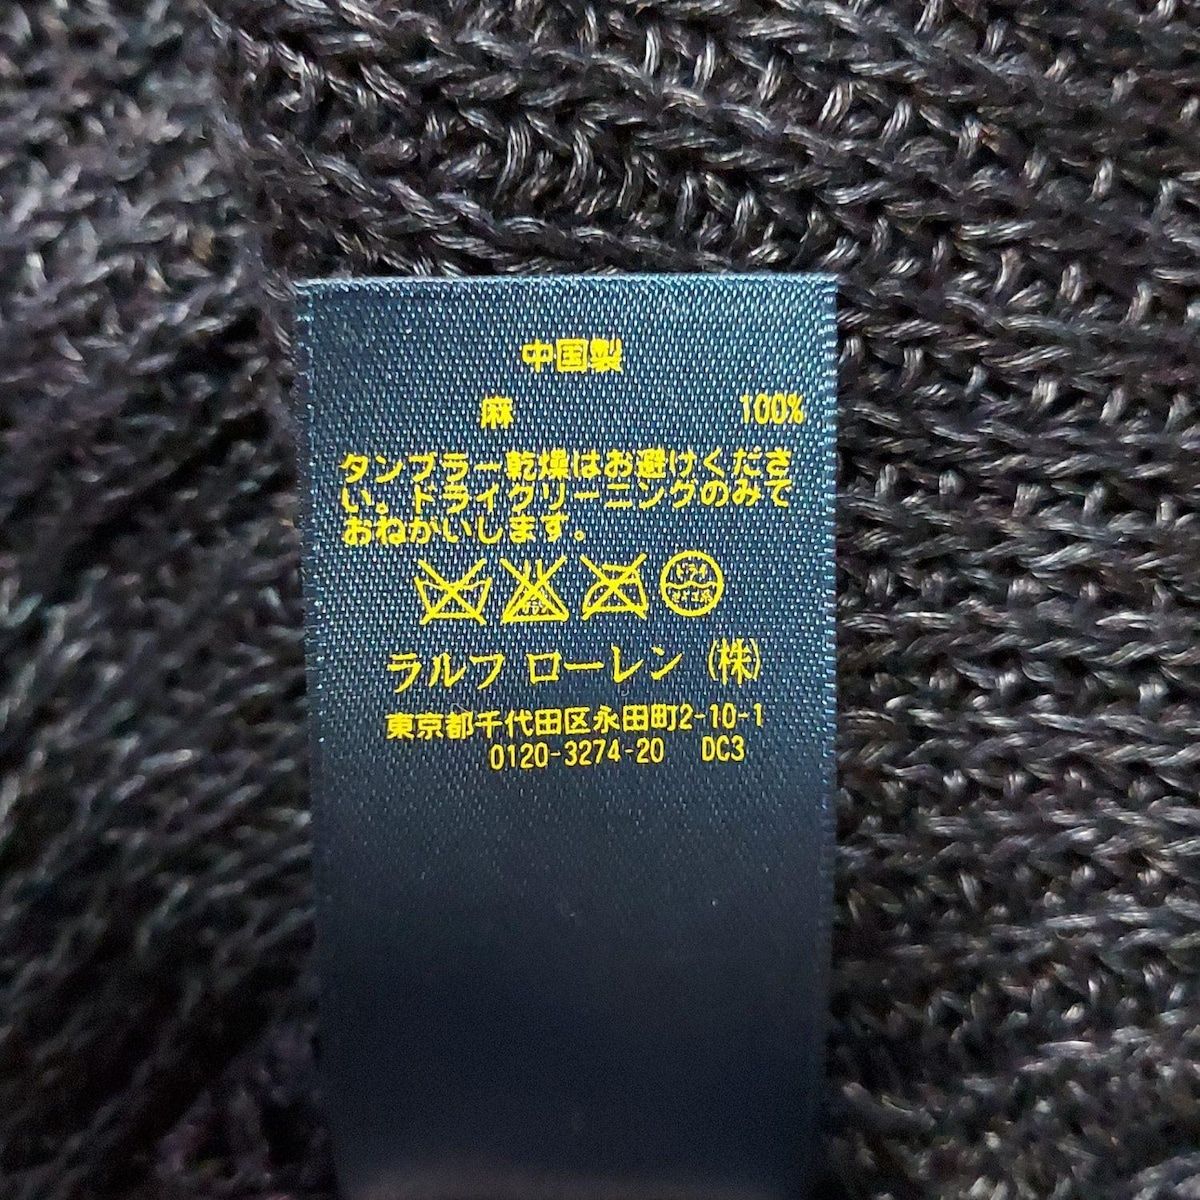 中国製
麻 100%
タンブラー乾燥はお避けくださ
い。ドライクリーニングのみて
おねがいします。
ラルフ ローレン (株)
東京都千代田区永田町2-10-1
0120-3274-20 DC3